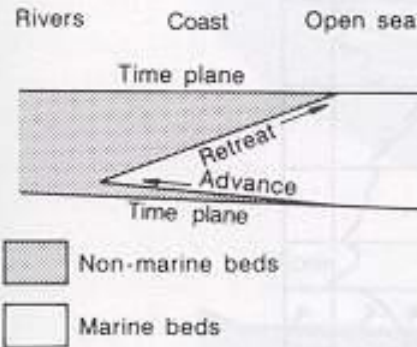 Rivers Coast Open sea
Time plane
Retreat
Advance
Time plane
Non-marine beds
Marine beds